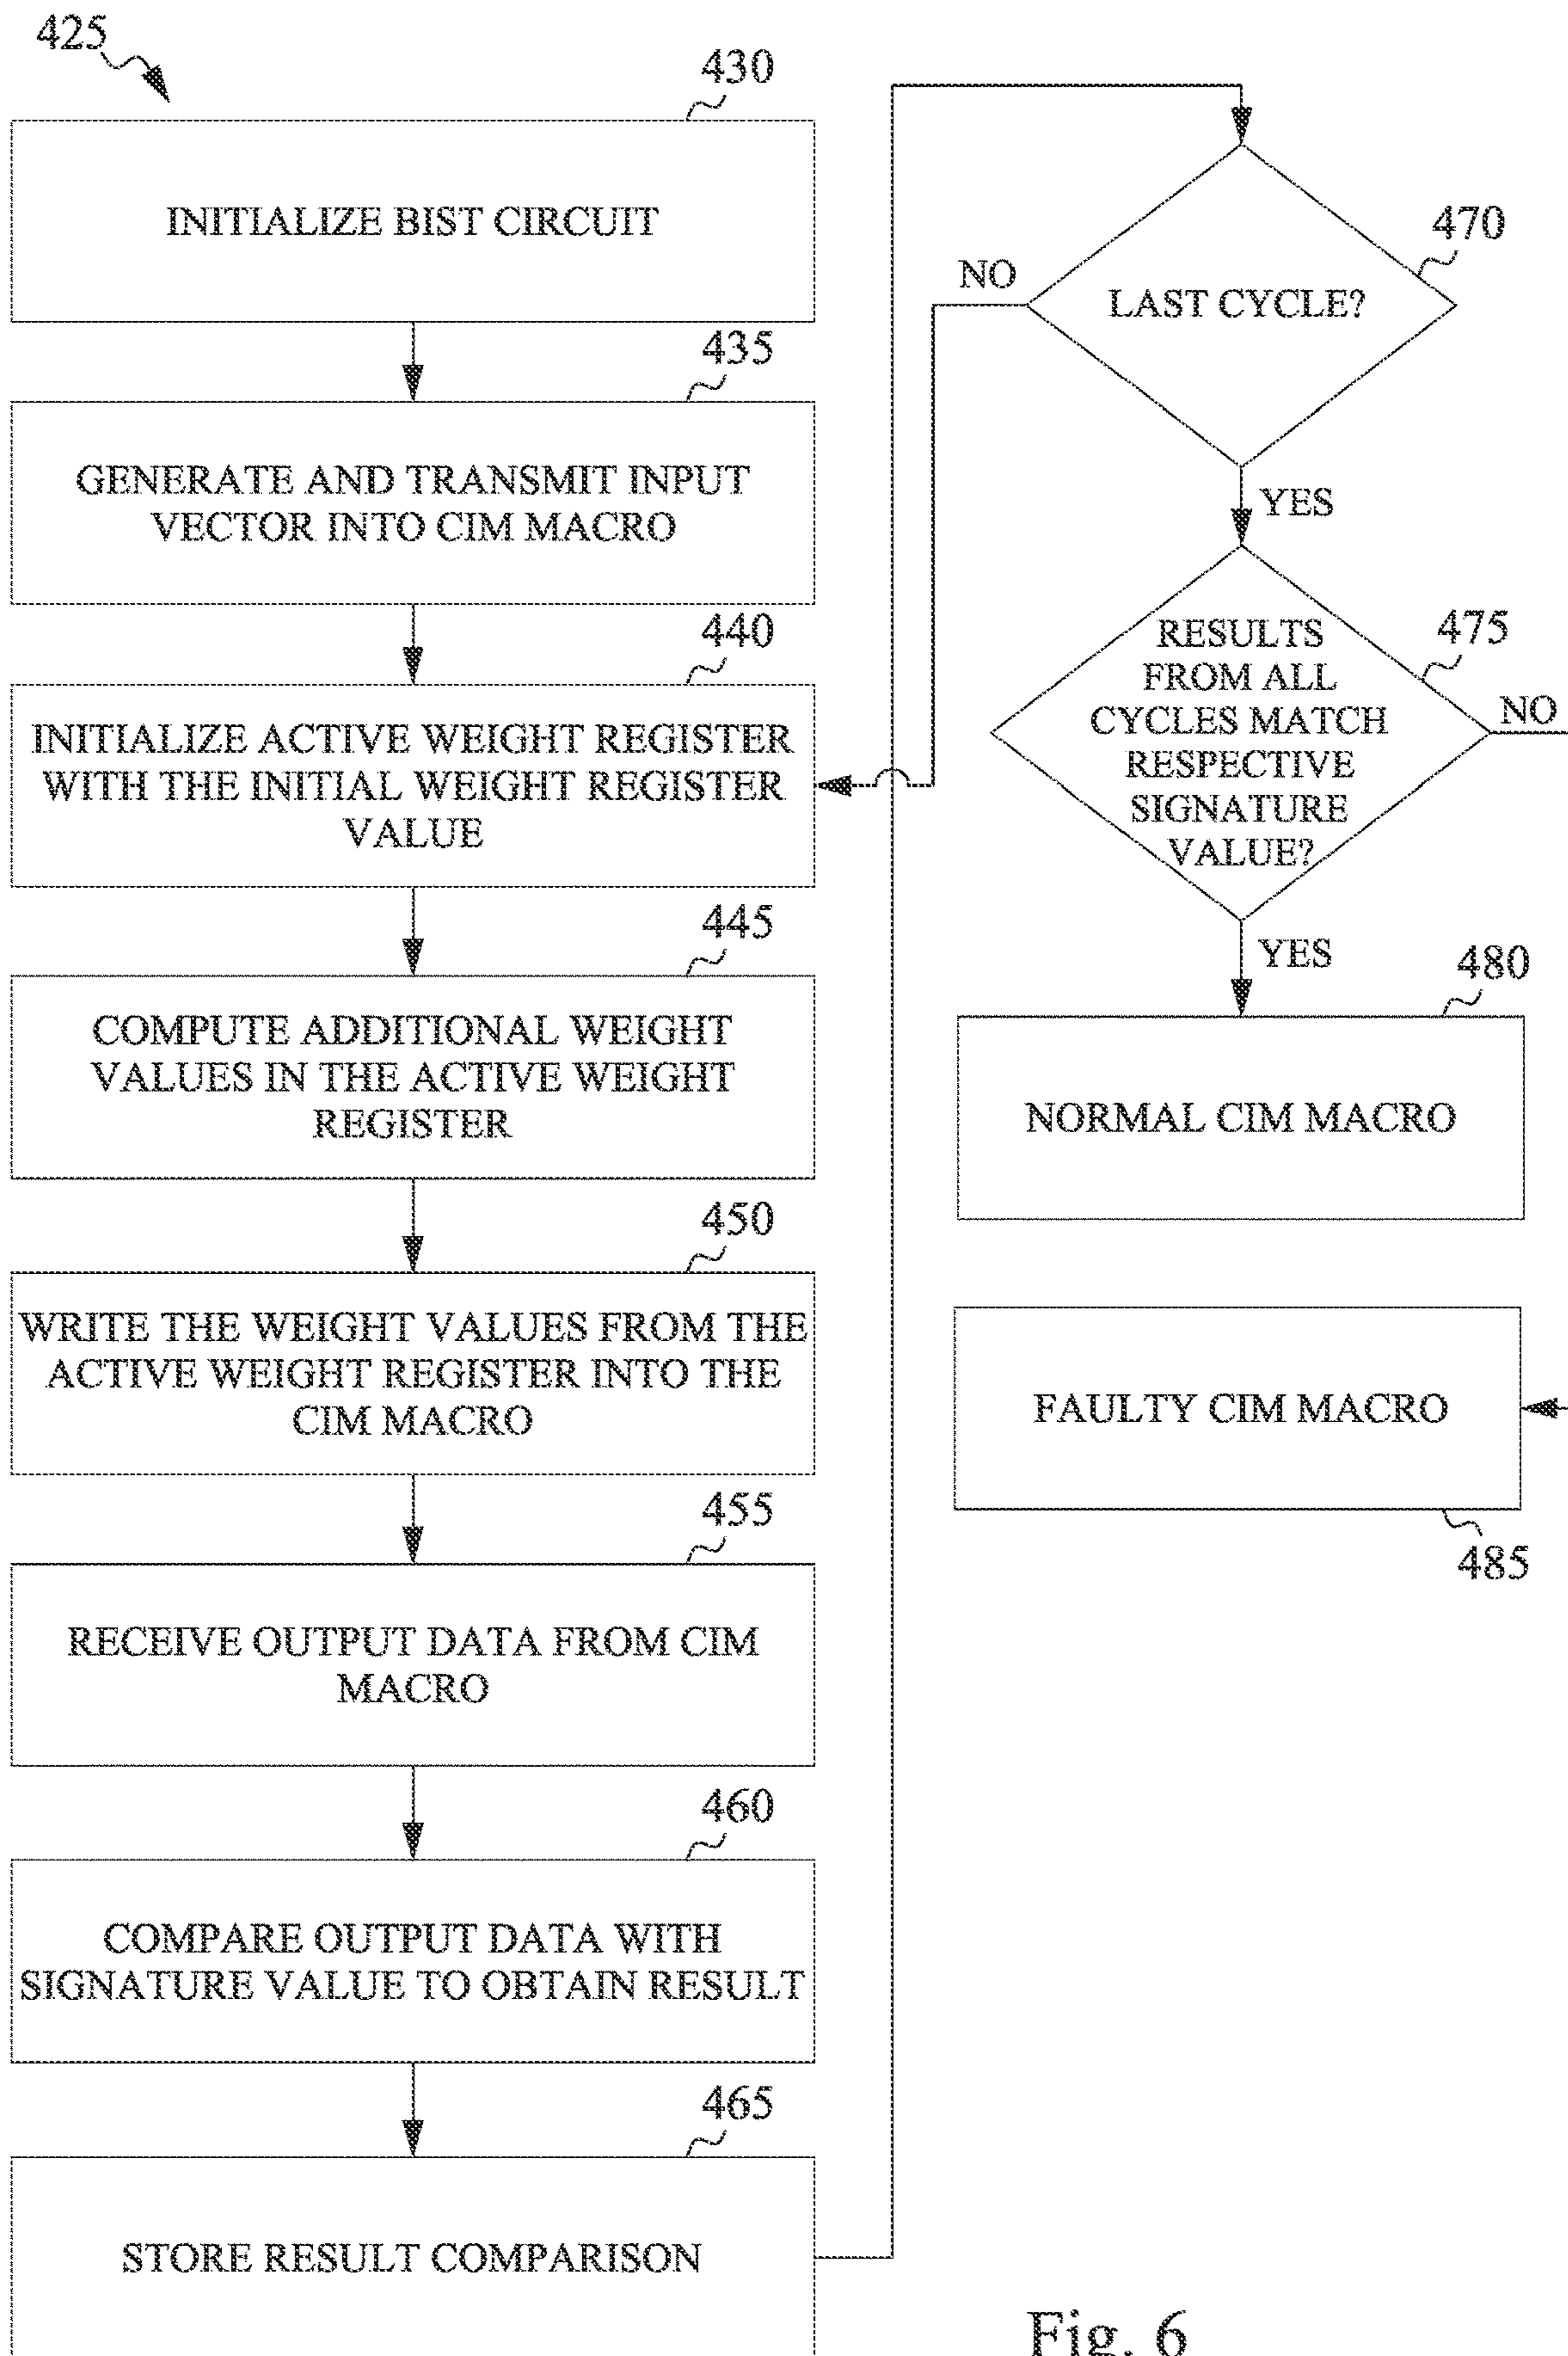 425
430
INITIALIZE BIST CIRCUIT
435
GENERATE AND TRANSMIT INPUT
VECTOR INTO CIM MACRO
440
INITIALIZE ACTIVE WEIGHT REGISTER
WITH THE INITIAL WEIGHT REGISTER
VALUE
445
COMPUTE ADDITIONAL WEIGHT
VALUES IN THE ACTIVE WEIGHT
REGISTER
450
WRITE THE WEIGHT VALUES FROM THE
ACTIVE WEIGHT REGISTER INTO THE
CIM MACRO
455
RECEIVE OUTPUT DATA FROM CIM
MACRO
460
COMPARE OUTPUT DATA WITH
SIGNATURE VALUE TO OBTAIN RESULT
465
STORE RESULT COMPARISON
470
NO
LAST CYCLE?
YES
475
RESULTS
FROM ALL
CYCLES MATCH
RESPECTIVE
SIGNATURE
VALUE?
NO
YES
480
NORMAL CIM MACRO
FAULTY CIM MACRO
485
Fig. 6